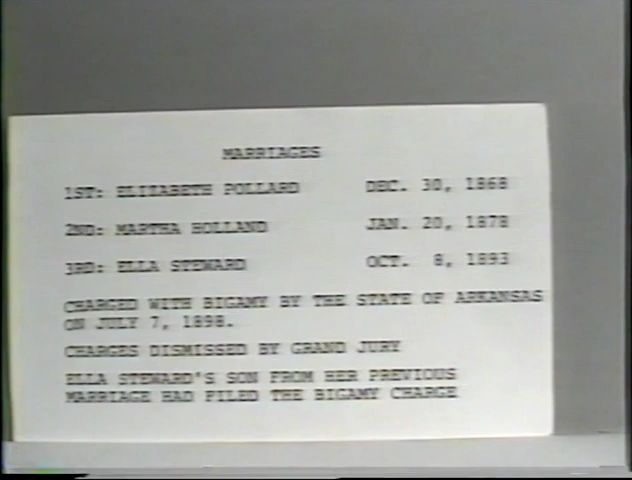 MARRIAGES
1ST: ELIZABETH POLLARD DEC. 30, 1868
2ND: MARTHA HOLLAND JAN. 20, 1878
3RD: ELLA STEWARD OCT. 8, 1893
CHARGED WITH BIGAMY BY THE STATE OF ARKANSAS
ON JULY 7, 1898.
CHARGES DISMISSED BY GRAND JURY
ELLA STEWARD'S SON FROM HER PREVIOUS
MARRIAGE HAD FILED THE BIGAMY CHARGE